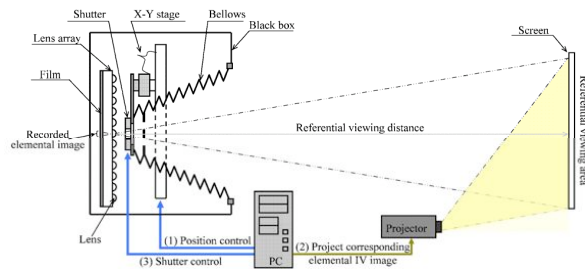 Shutter
X-Y stage
Bellows
Black box
Screen
Lens array
Film
Recorded
elemental image
Referential viewing distance
Referential viewing area
Lens
(1) Position control
(3) Shutter control
PC
(2) Project corresponding
elemental IV image
Projector